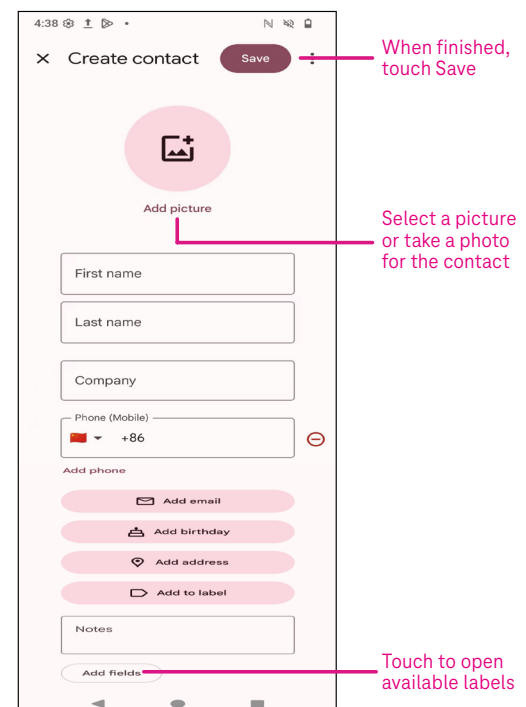 4:38
Create contact
Save
When finished,
touch Save
Add picture
Select a picture
or take a photo
for the contact
First name
Last name
Company
Phone (Mobile)
+86
Add phone
Add email
Add birthday
Add address
Add to label
Notes
Add fields
Touch to open
available labels